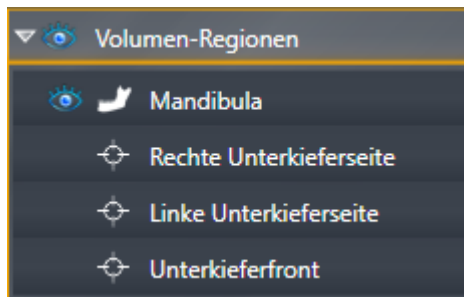 Volumen-Regionen
Mandibula
Rechte Unterkieferseite
Linke Unterkieferseite
Unterkieferfront